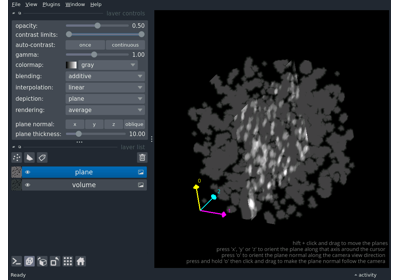 File View Plugins Window Help
layer controls
opacity: 0.50
contrast limits:
auto-contrast: once continuous
gamma: 1.00
colormap: gray
blending: additive
interpolation: linear
depiction: plane
rendering: average
plane normal: x y z oblique
plane thickness: 10.00
layer list
plane
volume
0
shift + click and drag to move the planes
press 'x', 'y' or 'z' to orient the plane along that axis around the cursor
press 'o' to orient the plane normal along the camera view direction
press and hold 'o' then click and drag to make the plane normal follow the camera
Ready
activity